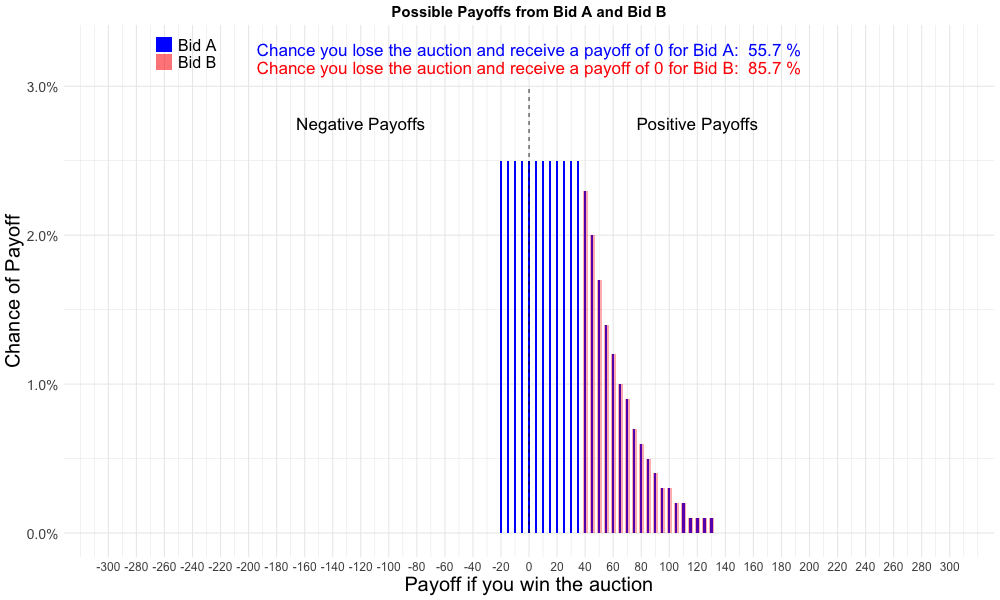 Possible Payoffs from Bid A and Bid B
Bid A
Bid B
Chance you lose the auction and receive a payoff of 0 for Bid A:  55.7 %
Chance you lose the auction and receive a payoff of 0 for Bid B:  85.7 %
Negative Payoffs
Positive Payoffs
Chance of Payoff
3.0%
2.0%
1.0%
0.0%
-300 -280 -260 -240 -220 -200 -180 -160 -140 -120 -100 -80 -60 -40 -20 0 20 40 60 80 100 120 140 160 180 200 220 240 260 280 300
Payoff if you win the auction